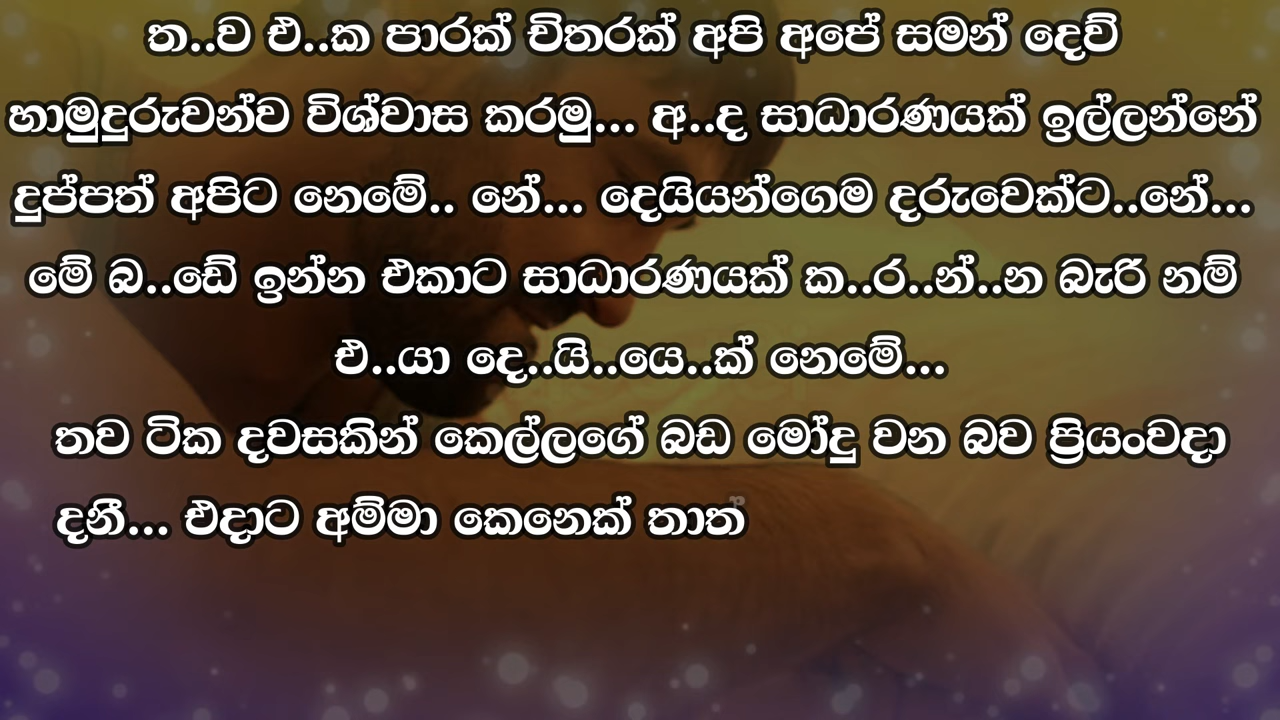 ත..ව එ..ක පාරක් චිතරක් අපි අපේ සමන් දෙව්
හාමුදුරුවන්ව විශ්වාස කරමු... අ..ද සාධාරණයක් ඉල්ලන්නේ
දුප්පත් අපිට නෙමේ.. නේ... දෙයියන්ගෙම දරුවෙක්ට..නේ...
මේ බ..ඩේ ඉන්න එකාට සාධාරණයක් ක..ර..න්..න බැරි නම්
එ..යා දෙ..යි..යෙ..ක් නෙමේ...
තව ටික දවසකින් කෙල්ලගේ බඩ මෝදු වන බව ප්‍රියංවදා
දනී... එදාට අම්මා කෙනෙක් තාත්